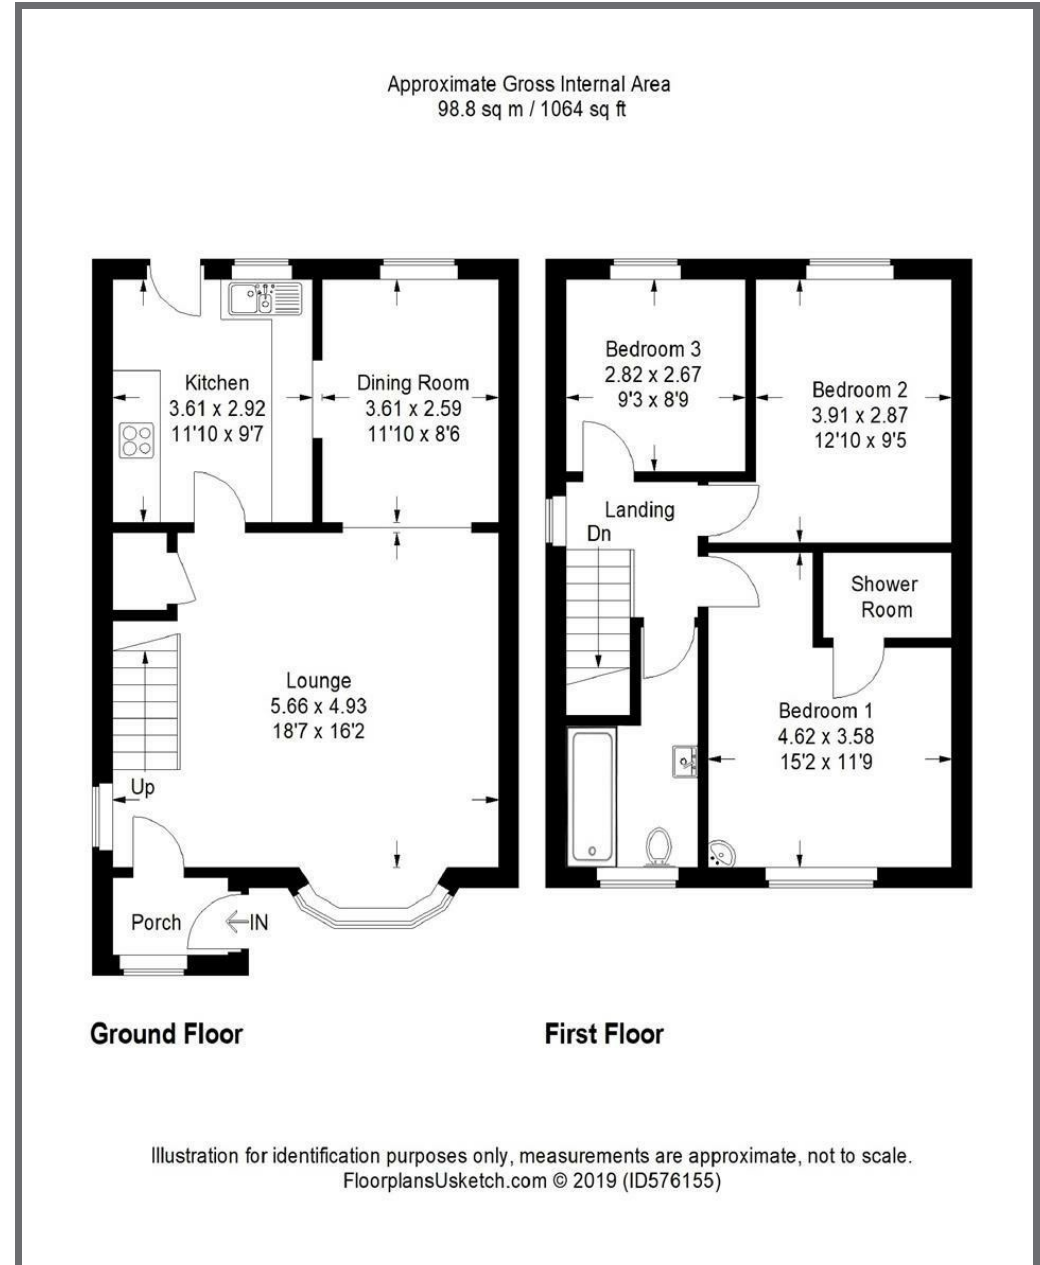 Approximate Gross Internal Area
98.8 sq m / 1064 sq ft
Kitchen
3.61 x 2.92
11'10 x 9'7
Dining Room
3.61 x 2.59
11'10 x 8'6
Lounge
5.66 x 4.93
18'7 x 16'2
Up
Porch
IN
Ground Floor
Bedroom 3
2.82 x 2.67
9'3 x 8'9
Bedroom 2
3.91 x 2.87
12'10 x 9'5
Landing
Dn
Shower
Room
Bedroom 1
4.62 x 3.58
15'2 x 11'9
First Floor
Illustration for identification purposes only, measurements are approximate, not to scale.
FloorplansUsketch.com © 2019 (ID576155)